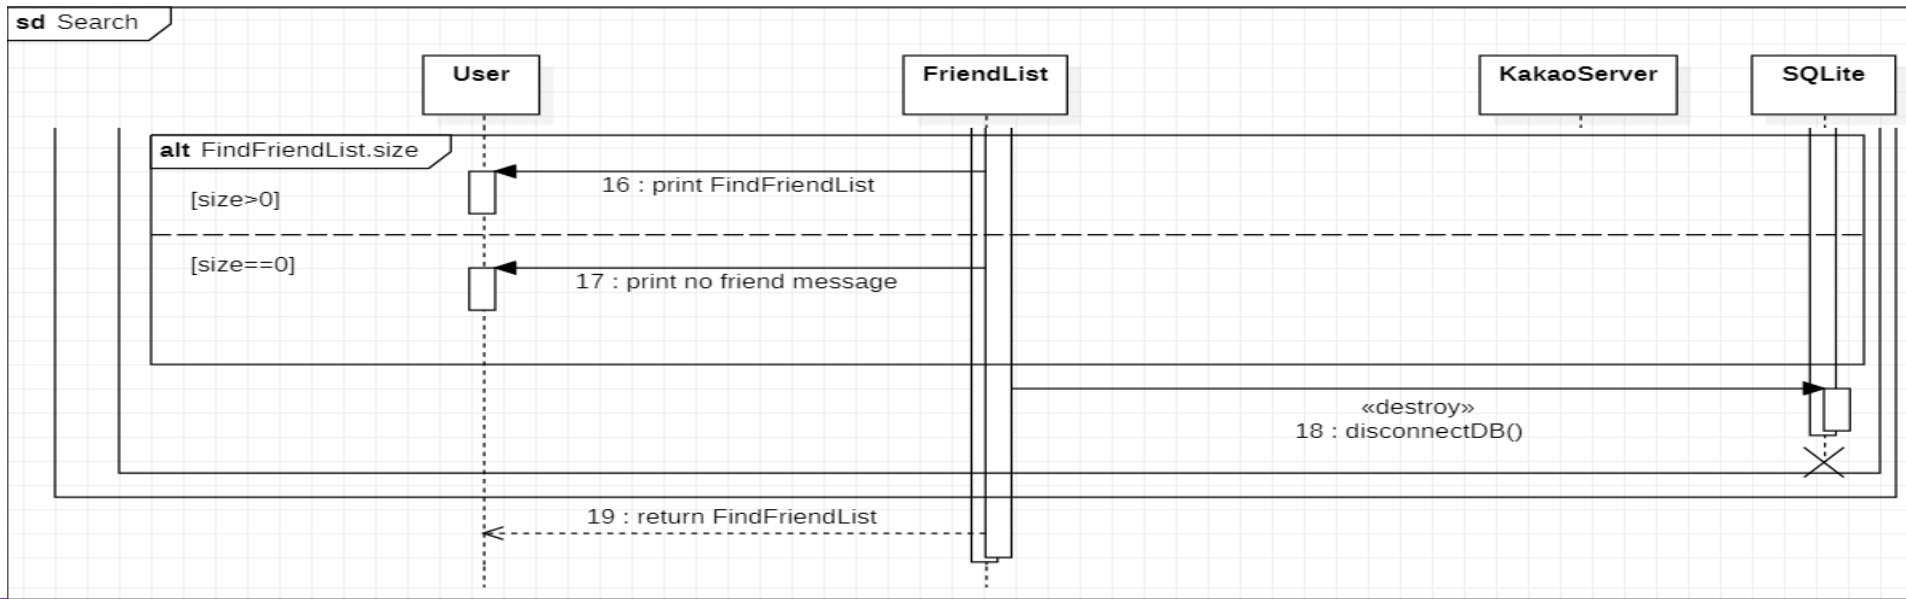 sd Search
User
FriendList
KakaoServer
SQLite
alt FindFriendList.size
16 : print FindFriendList
[size>0]
[size==0]
17 : print no friend message
«destroy»
18 : disconnectDB()
19 : return FindFriendList